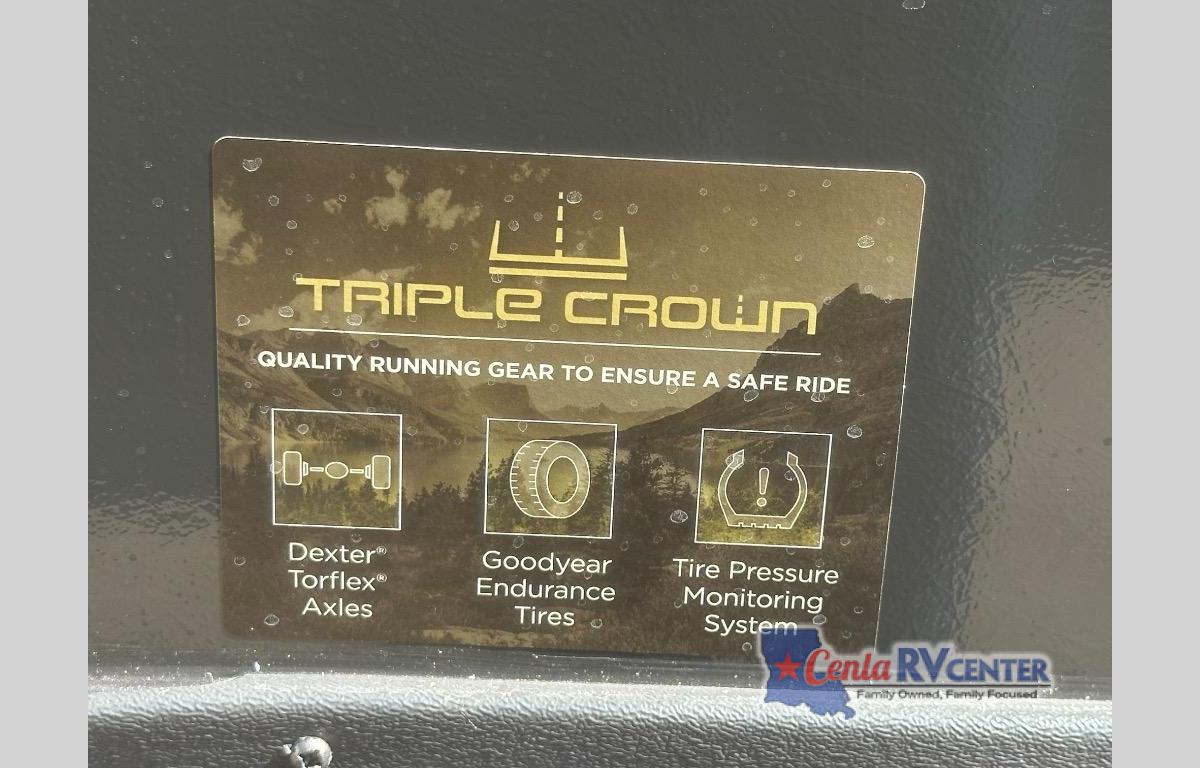 TRIPLE CROWN
QUALITY RUNNING GEAR TO ENSURE A SAFE RIDE
Dexter®
Torflex®
Axles
Goodyear
Endurance
Tires
Tire Pressure
Monitoring
System
Cenla RV CENTER
Family Owned, Family Focused